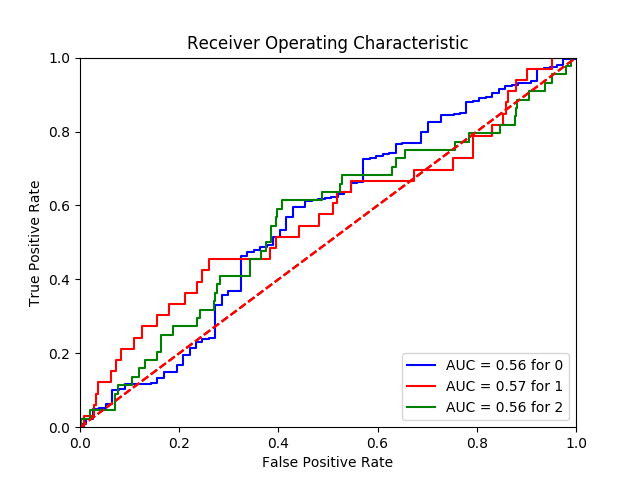 Receiver Operating Characteristic
True Positive Rate
1.0
0.8
0.6
0.4
0.2
0.0
AUC = 0.56 for 0
AUC = 0.57 for 1
AUC = 0.56 for 2
0.0 0.2 0.4 0.6 0.8 1.0
False Positive Rate